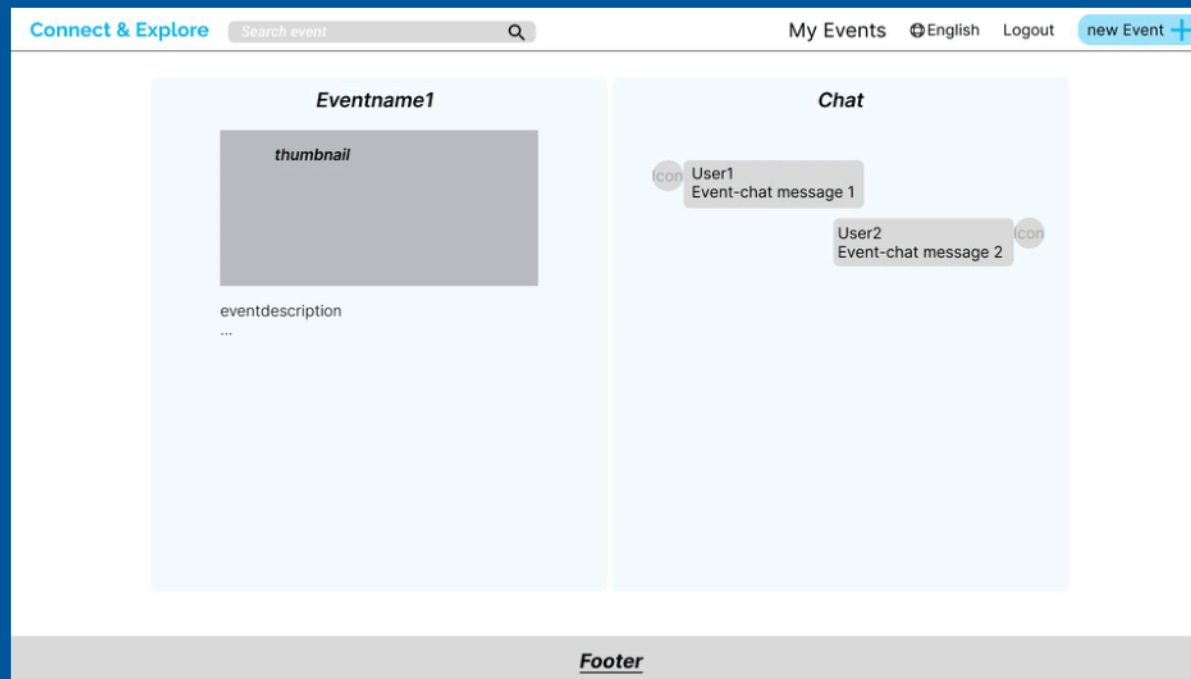 Connect & Explore
Search event
My Events
English
Logout
new Event
Eventname1
thumbnail
eventdescription
...
Chat
Icon
User1
Event-chat message 1
User2
Event-chat message 2
Icon
Footer